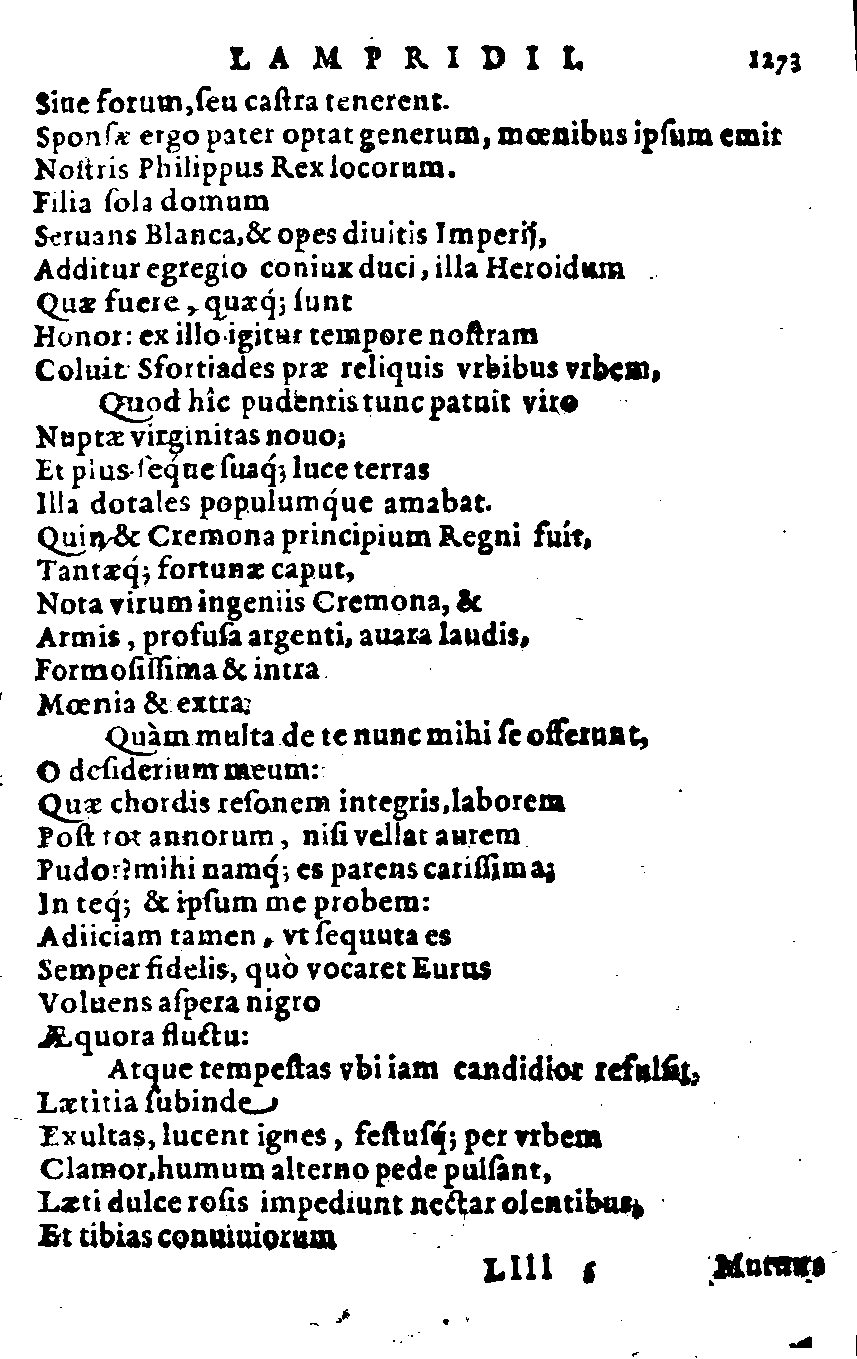 LAMPRIDII. 1273
Siue forum, ſeu caſtra tenerent.
Sponſæ ergo pater optat generum, mœnibus ipſum emit
Noſtris Philippus Rex locorum.
Filia ſola domum
Seruans Blanca, & opes diuitis Imperij,
Additur egregio coniux duci, illa Heroidum
Quæ fuere, quæq́; ſunt
Honor: ex illo igitur tempore noſtram
Coluit Sfortiades præ reliquis vrbibus vrbem,
Quod hîc pudentis tunc patuit viro
Nuptæ virginitas nouo;
Et plus ſéque ſuaq́; luce terras
Illa dotales populumq́ue amabat.
Quin & Cremona principium Regni fuit,
Tantæq́; fortunæ caput,
Nota virum ingeniis Cremona, &
Armis, profuſa argenti, auara laudis,
Formoſiſſima & intra
Mœnia & extra;
Quàm multa de te nunc mihi ſe offerunt,
O deſiderium meum:
Quæ chordis reſonem integris, laborem
Poſt tot annorum, niſi vellat aurem
Pudor? mihi namq́; es parens cariſſima;
In teq́; & ipſum me probem:
Adiiciam tamen, vt ſequuta es
Semper fidelis, quò vocaret Eurus
Voluens aſpera nigro
Æquora fluctu:
Atque tempeſtas vbi iam candidior refulſit,
Lætitia ſubinde
Exultas, lucent ignes, feſtuſq́; per vrbem
Clamor, humum alterno pede pulſant,
Læti dulce roſis impediunt nectar olentibus,
Et tibias conuiuiorum
Llll 5 Mutuus